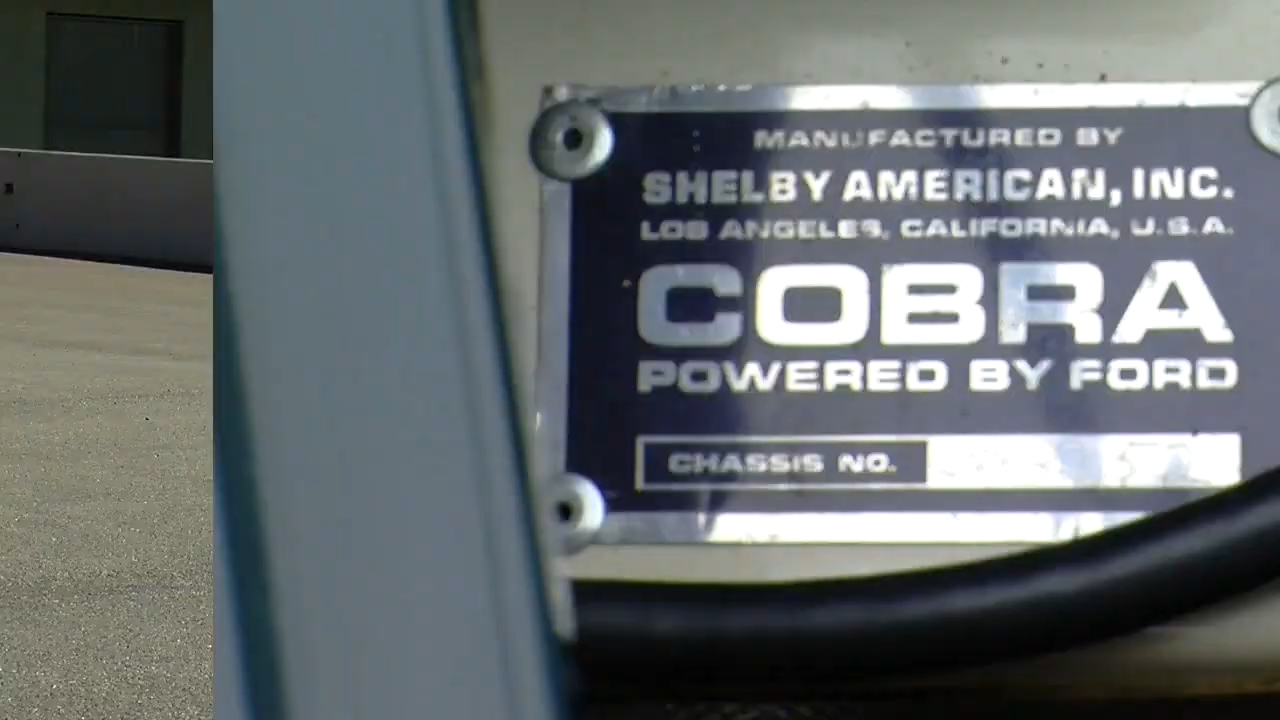 MANUFACTURED BY
SHELBY AMERICAN, INC.
LOS ANGELES, CALIFORNIA, U.S.A.
COBRA
POWERED BY FORD
CHASSIS NO.